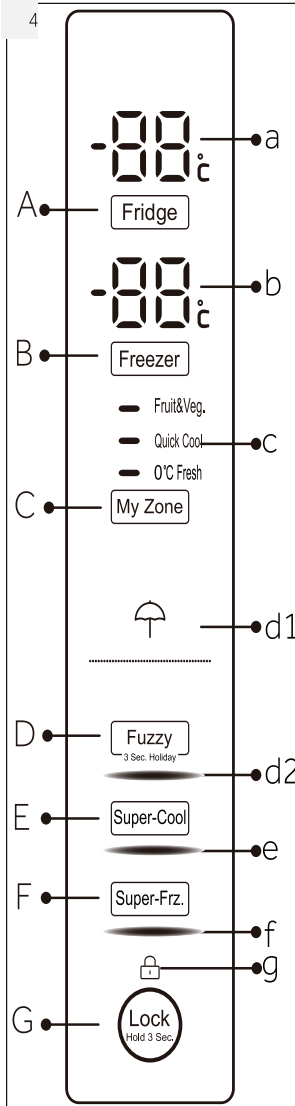 4
-88°c
a
A
Fridge
-88°c
b
B
Freezer
Fruit&Veg.
Quick Cool
c
0°C Fresh
C
My Zone
d1
D
Fuzzy
3 Sec. Holiday
d2
E
Super-Cool
e
F
Super-Frz.
f
g
G
Lock
Hold 3 Sec.